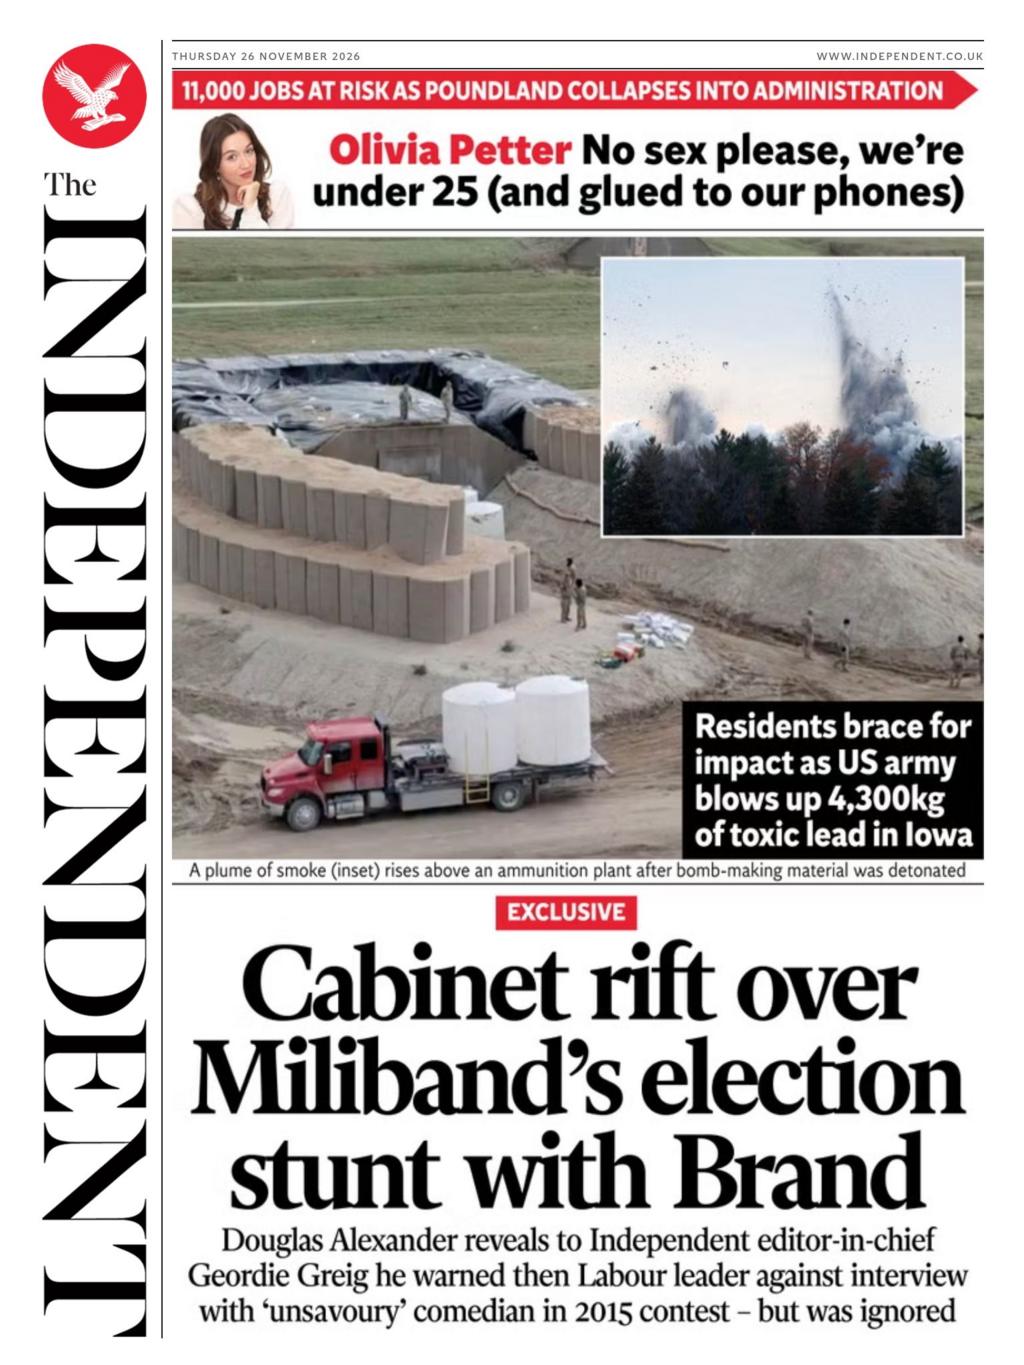 THURSDAY 26 NOVEMBER 2026
WWW.INDEPENDENT.CO.UK
The
INDEPENDENT
11,000 JOBS AT RISK AS POUNDLAND COLLAPSES INTO ADMINISTRATION
Olivia Petter No sex please, we’re
under 25 (and glued to our phones)
Residents brace for
impact as US army
blows up 4,300kg
of toxic lead in Iowa
A plume of smoke (inset) rises above an ammunition plant after bomb-making material was detonated
EXCLUSIVE
Cabinet rift over
Miliband’s election
stunt with Brand
Douglas Alexander reveals to Independent editor-in-chief
Geordie Greig he warned then Labour leader against interview
with ‘unsavoury’ comedian in 2015 contest – but was ignored